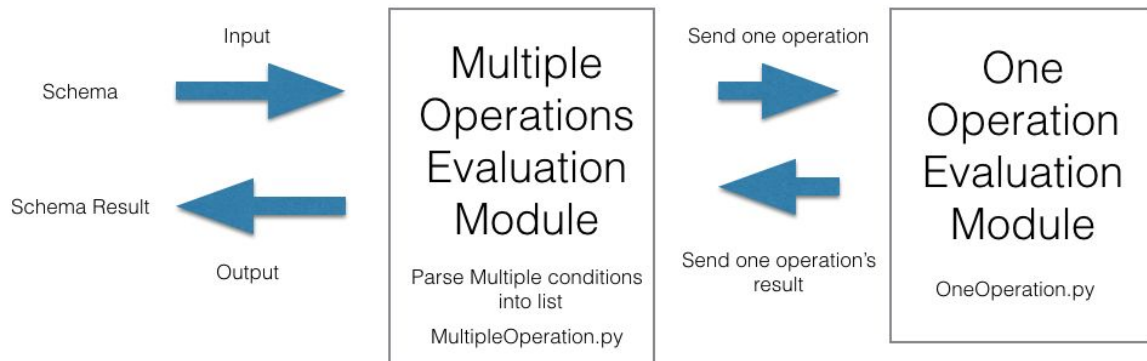 Input
Schema
Schema Result
Output
Multiple
Operations
Evaluation
Module
Parse Multiple conditions
into list
MultipleOperation.py
Send one operation
Send one operation's
result
One
Operation
Evaluation
Module
OneOperation.py